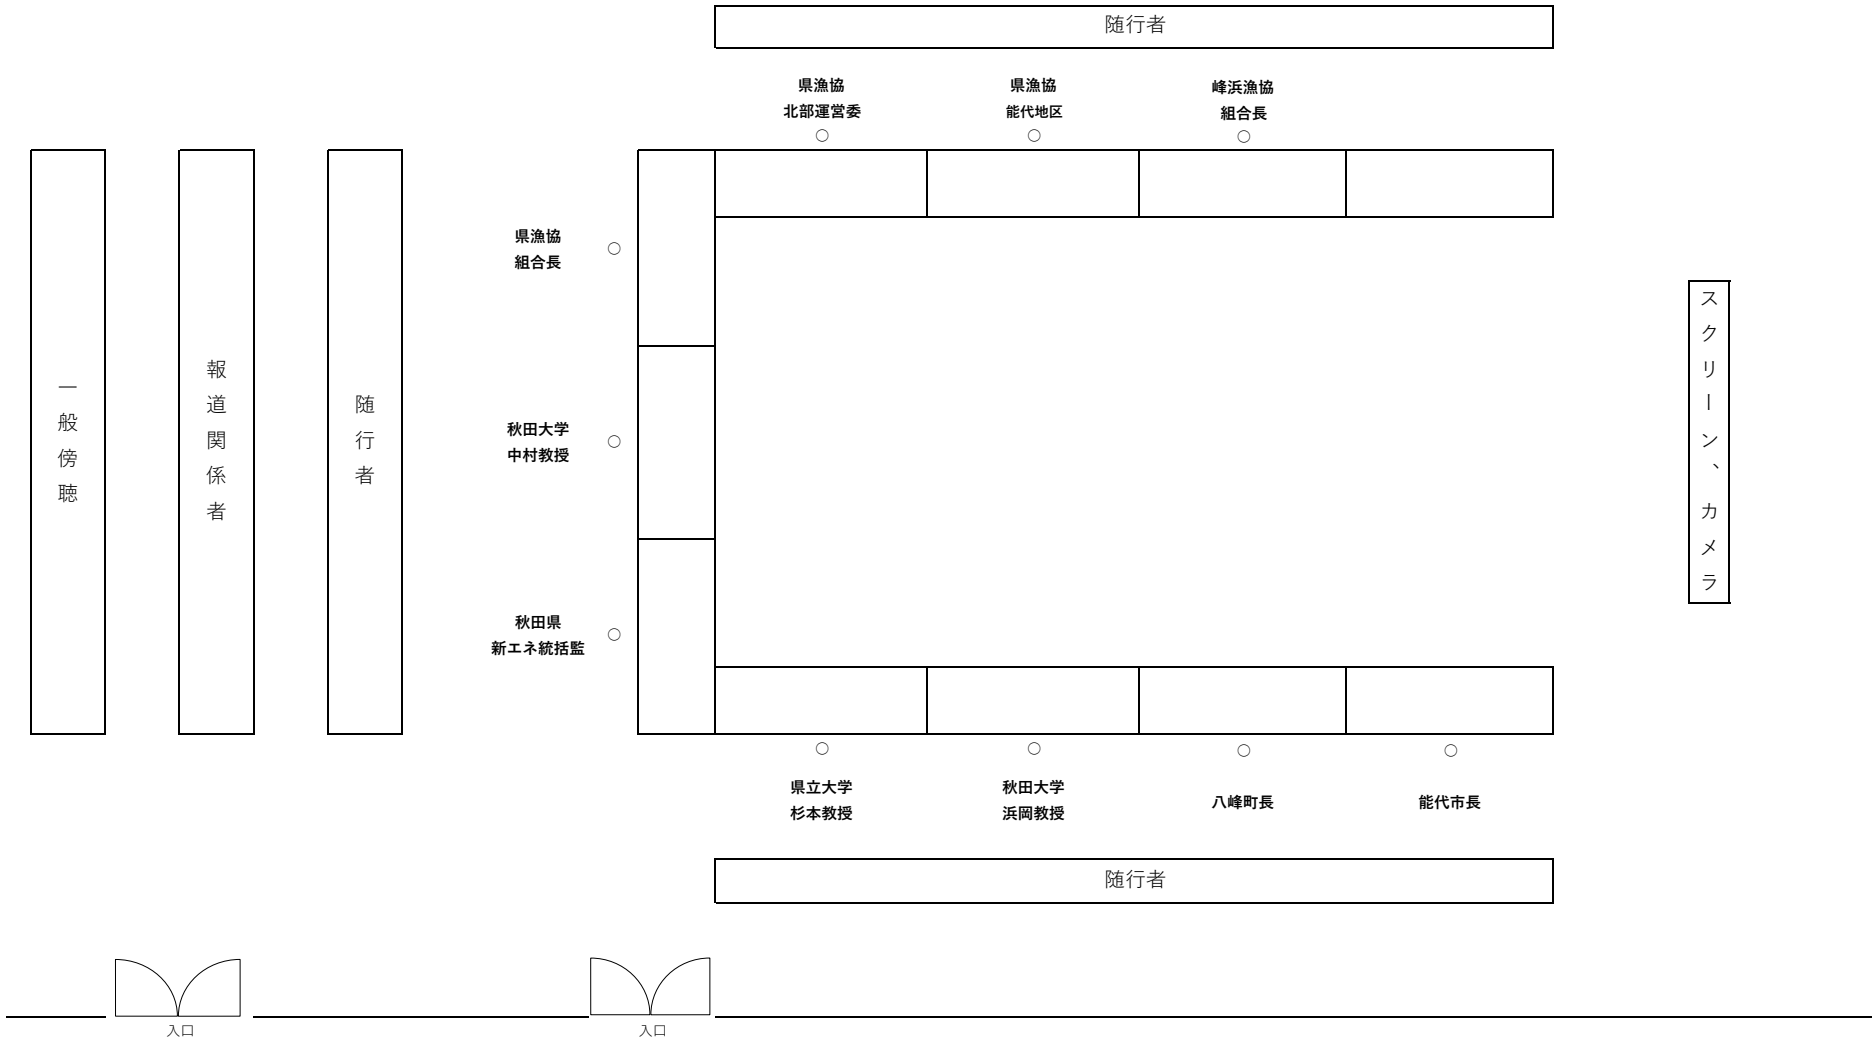 随行者
県漁協
北部運営委
○
県漁協
能代地区
○
峰浜漁協
組合長
○
県漁協
組合長
○
秋田大学
中村教授
○
秋田県
新エネ統括監
○
一般傍聴
報道関係者
随行者
スクリーン、カメラ
○
県立大学
杉本教授
○
秋田大学
浜岡教授
○
八峰町長
○
能代市長
随行者
入口
入口